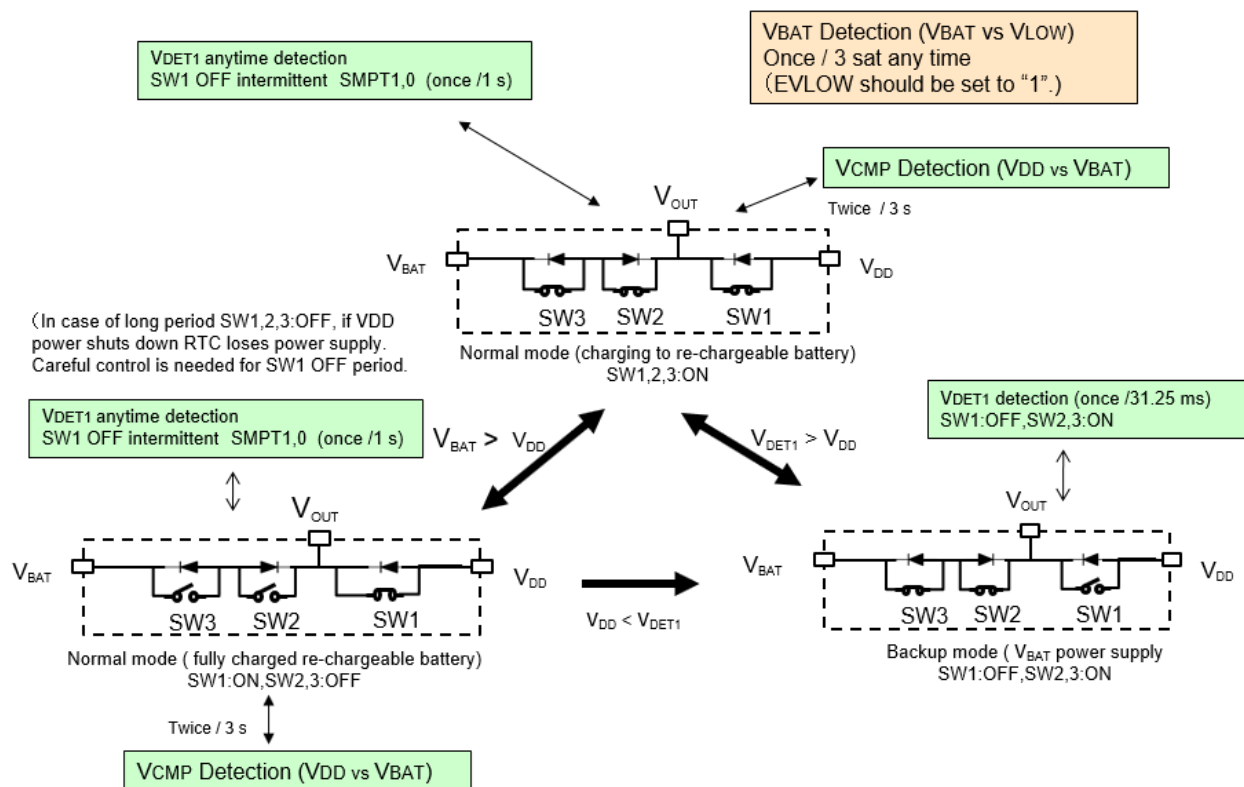 VDET1 anytime detection
SW1 OFF intermittent SMPT1,0 (once /1 s)
VBAT Detection (VBAT vs VLOW)
Once / 3 sat any time
（EVLOW should be set to “1”.)
VCMP Detection (VDD vs VBAT)
Twice / 3 s
VOUT
VBAT
VDD
SW3 SW2 SW1
Normal mode (charging to re-chargeable battery)
SW1,2,3:ON
（In case of long period SW1,2,3:OFF, if VDD
power shuts down RTC loses power supply.
Careful control is needed for SW1 OFF period.
VDET1 anytime detection
SW1 OFF intermittent SMPT1,0 (once /1 s)
VBAT > VDD
VDET1 > VDD
VDET1 detection (once /31.25 ms)
SW1:OFF,SW2,3:ON
VOUT
VBAT
VDD
SW3 SW2 SW1
Normal mode ( fully charged re-chargeable battery)
SW1:ON,SW2,3:OFF
VDD < VDET1
VOUT
VBAT
VDD
SW3 SW2 SW1
Backup mode ( VBAT power supply
SW1:OFF,SW2,3:ON
Twice / 3 s
VCMP Detection (VDD vs VBAT)